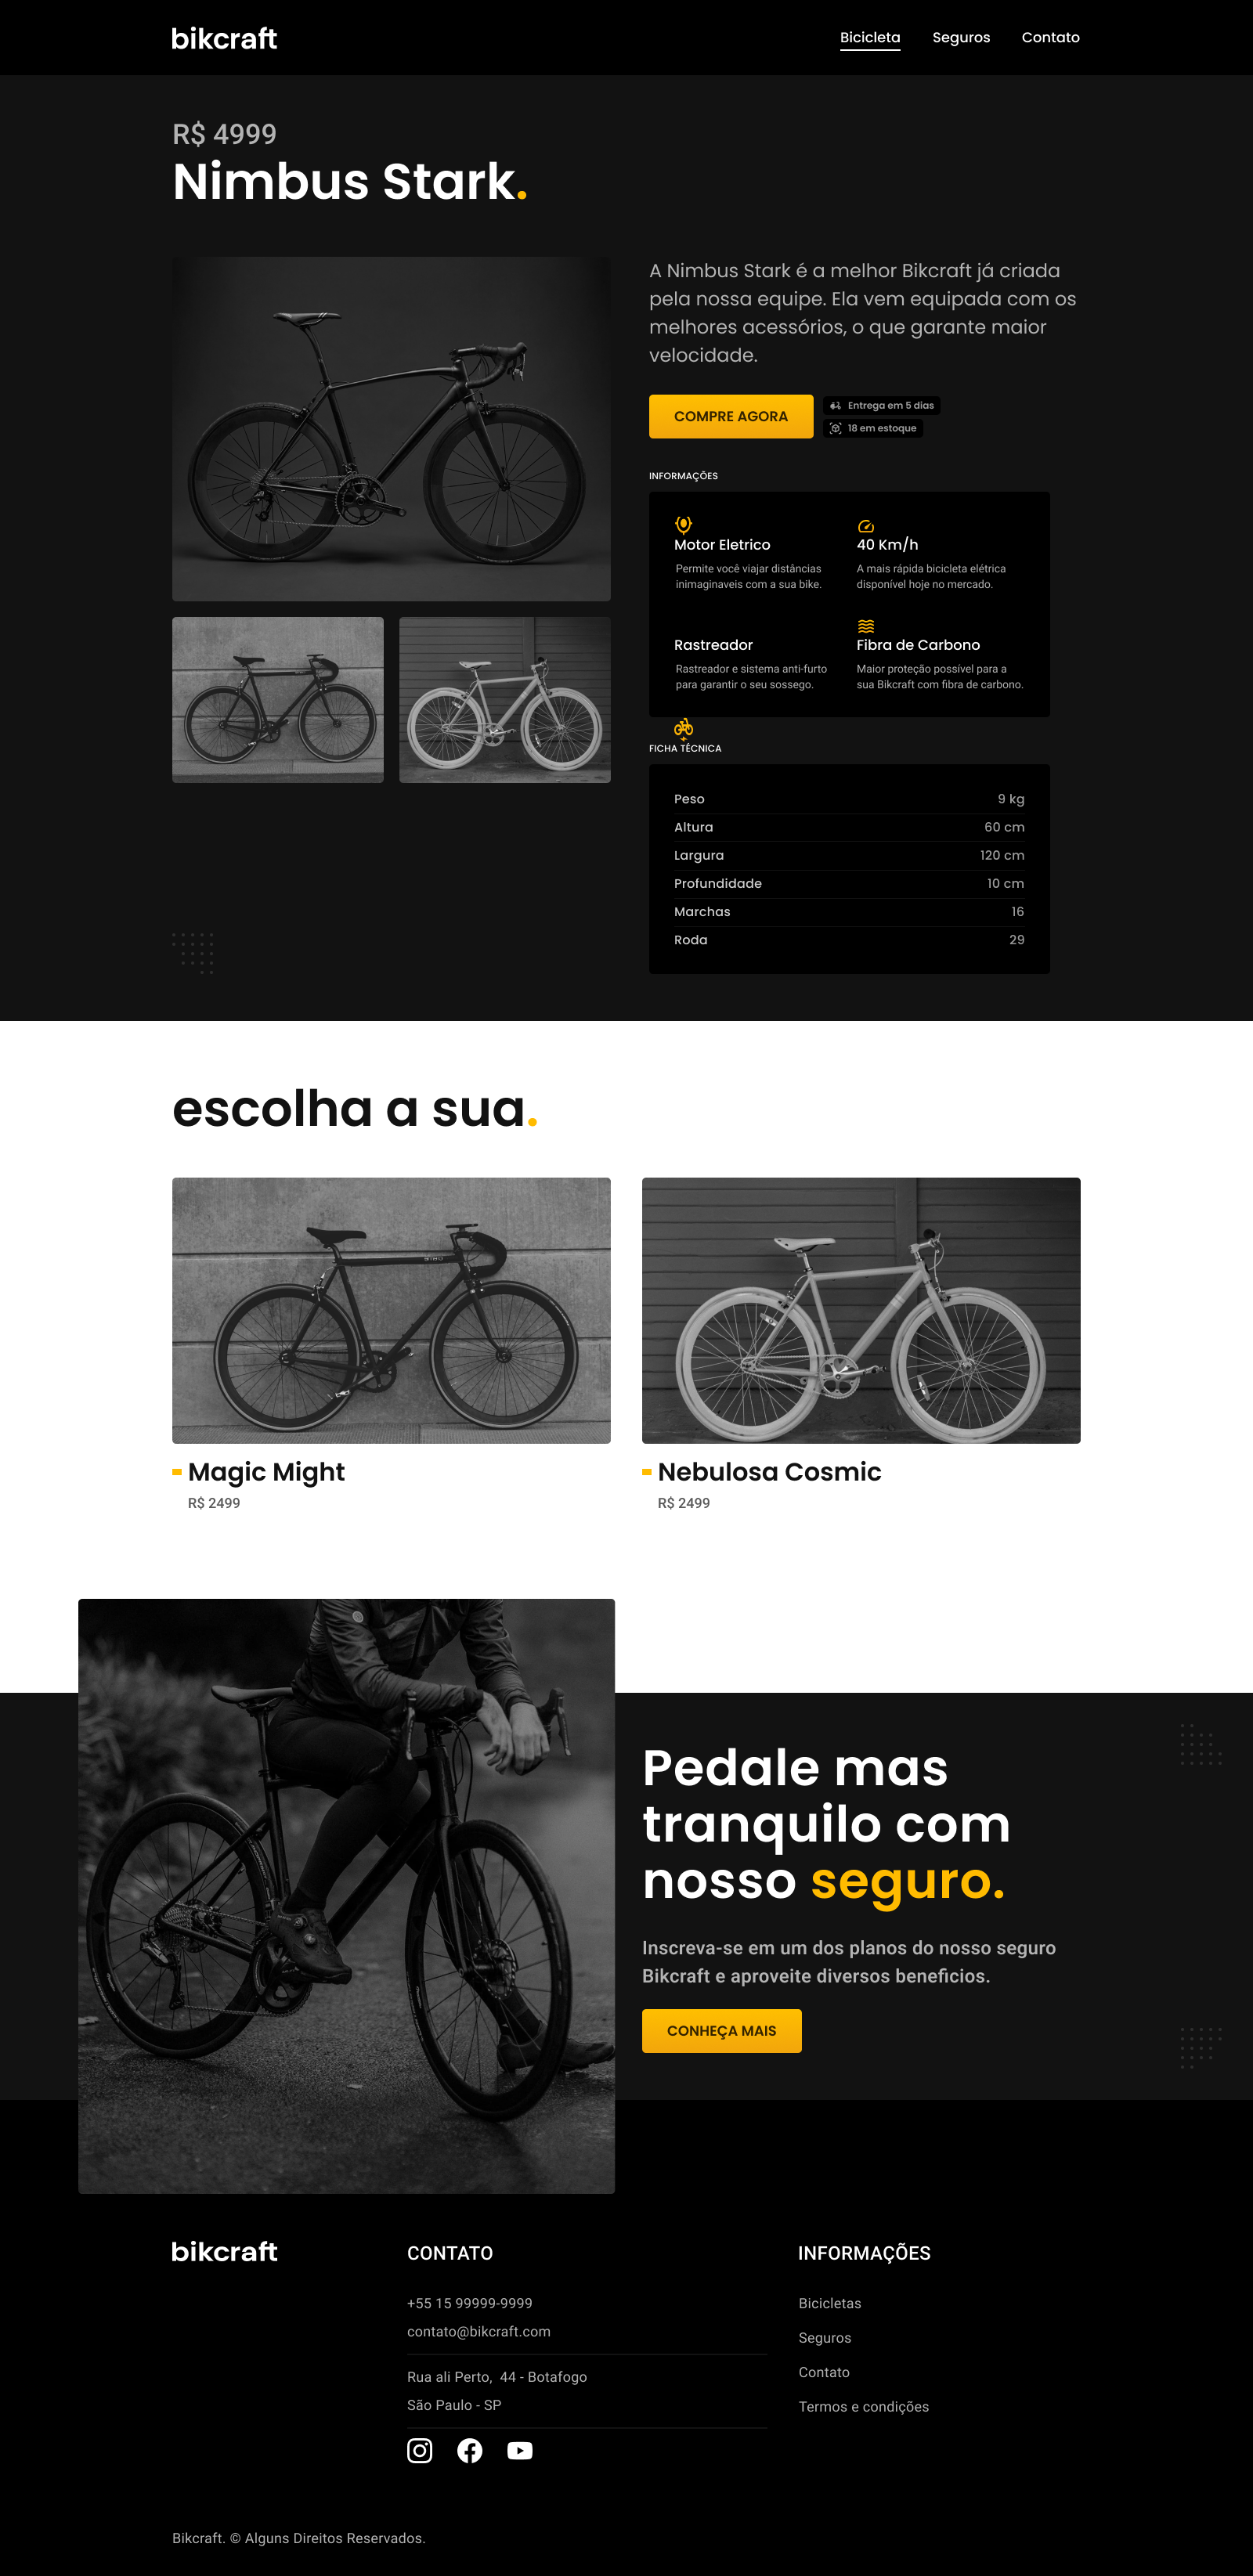 bikcraft
Bicicleta
Seguros
Contato
R$ 4999
Nimbus Stark.
A Nimbus Stark é a melhor Bikcraft já criada
pela nossa equipe. Ela vem equipada com os
melhores acessórios, o que garante maior
velocidade.
COMPRE AGORA
Entrega em 5 dias
18 em estoque
INFORMAÇÕES
Motor Eletrico
Permite você viajar distâncias
inimaginaveis com a sua bike.
40 Km/h
A mais rápida bicicleta elétrica
disponível hoje no mercado.
Rastreador
Rastreador e sistema anti-furto
para garantir o seu sossego.
Fibra de Carbono
Maior proteção possível para a
sua Bikcraft com fibra de carbono.
FICHA TÉCNICA
Peso 9 kg
Altura 60 cm
Largura 120 cm
Profundidade 10 cm
Marchas 16
Roda 29
escolha a sua.
Magic Might
R$ 2499
Nebulosa Cosmic
R$ 2499
Pedale mas
tranquilo com
nosso seguro.
Inscreva-se em um dos planos do nosso seguro
Bikcraft e aproveite diversos beneficios.
CONHEÇA MAIS
bikcraft
CONTATO
+55 15 99999-9999
contato@bikcraft.com
Rua ali Perto,  44 - Botafogo
São Paulo - SP
INFORMAÇÕES
Bicicletas
Seguros
Contato
Termos e condições
Bikcraft. © Alguns Direitos Reservados.